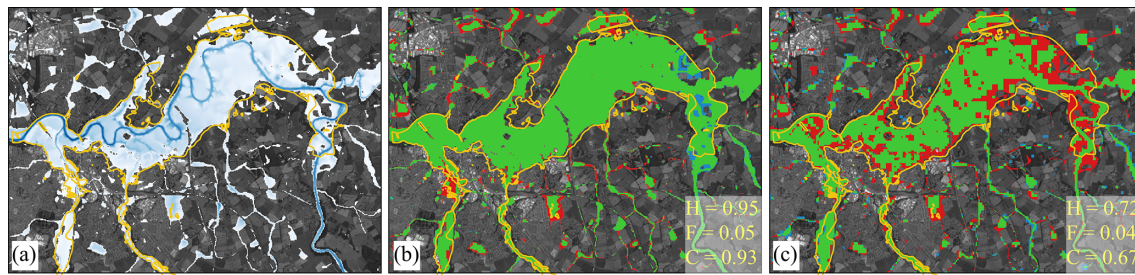 (a)
(b)
H = 0.95
F = 0.05
C = 0.93
(c)
H = 0.72
F = 0.04
C = 0.67